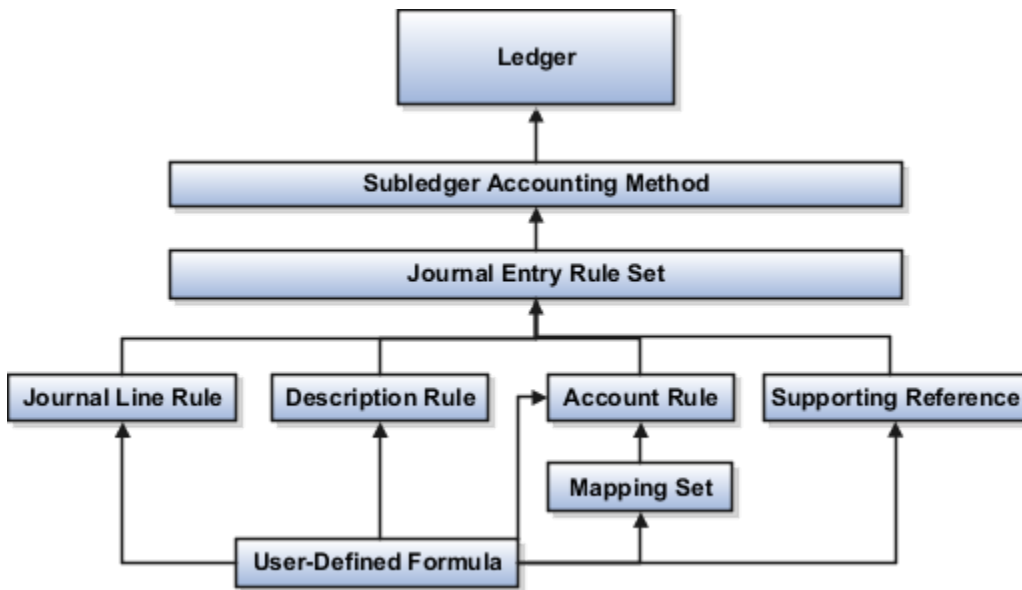 Ledger
Subledger Accounting Method
Journal Entry Rule Set
Journal Line Rule
Description Rule
Account Rule
Supporting Reference
Mapping Set
User-Defined Formula